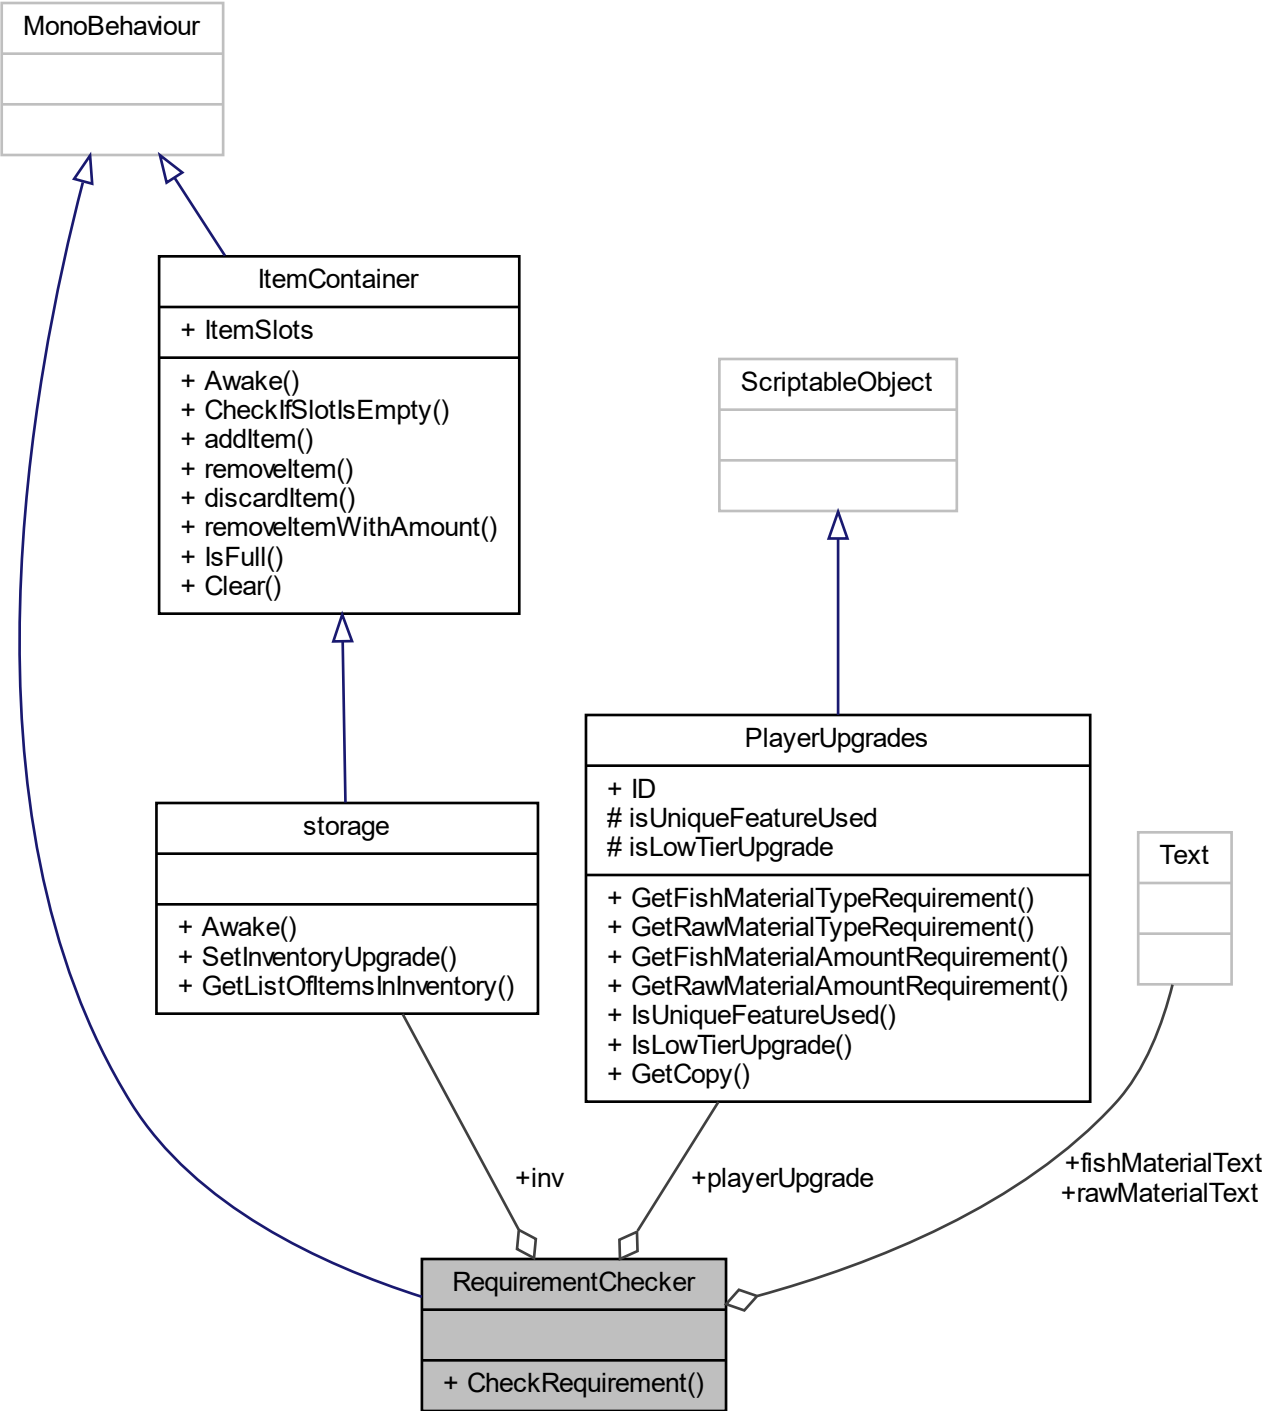 MonoBehaviour
ItemContainer
+ ItemSlots
+ Awake()
+ CheckIfSlotIsEmpty()
+ addItem()
+ removeItem()
+ discardItem()
+ removeItemWithAmount()
+ IsFull()
+ Clear()
ScriptableObject
PlayerUpgrades
+ ID
# isUniqueFeatureUsed
# isLowTierUpgrade
+ GetFishMaterialTypeRequirement()
+ GetRawMaterialTypeRequirement()
+ GetFishMaterialAmountRequirement()
+ GetRawMaterialAmountRequirement()
+ IsUniqueFeatureUsed()
+ IsLowTierUpgrade()
+ GetCopy()
storage
+ Awake()
+ SetInventoryUpgrade()
+ GetListOfItemsInInventory()
Text
+inv
+playerUpgrade
+fishMaterialText
+rawMaterialText
RequirementChecker
+ CheckRequirement()